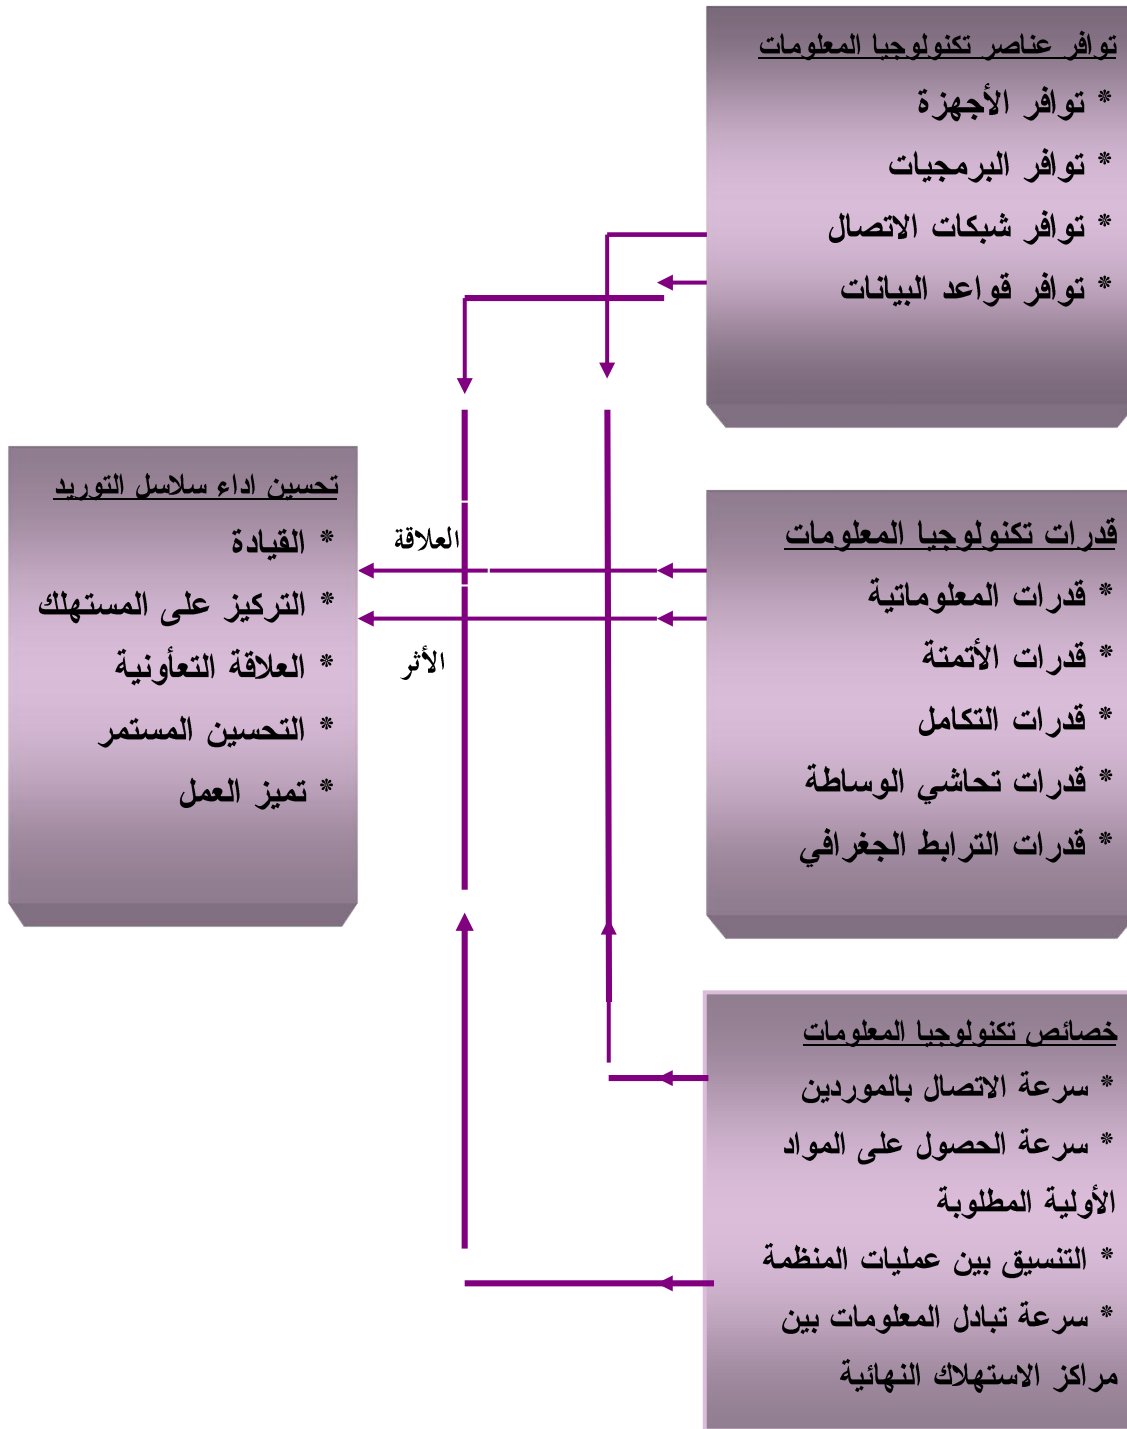 توافر عناصر تكنولوجيا المعلومات
* توافر الأجهزة
* توافر البرمجيات
* توافر شبكات الاتصال
* توافر قواعد البيانات
قدرات تكنولوجيا المعلومات
* قدرات المعلوماتية
* قدرات الأتمتة
* قدرات التكامل
* قدرات تحاشي الوساطة
* قدرات الترابط الجغرافي
خصائص تكنولوجيا المعلومات
* سرعة الاتصال بالموردين
* سرعة الحصول على المواد
الأولية المطلوبة
* التنسيق بين عمليات المنظمة
* سرعة تبادل المعلومات بين
مراكز الاستهلاك النهائية
العلاقة
الأثر
تحسين اداء سلاسل التوريد
* القيادة
* التركيز على المستهلك
* العلاقة التعأونية
* التحسين المستمر
* تميز العمل